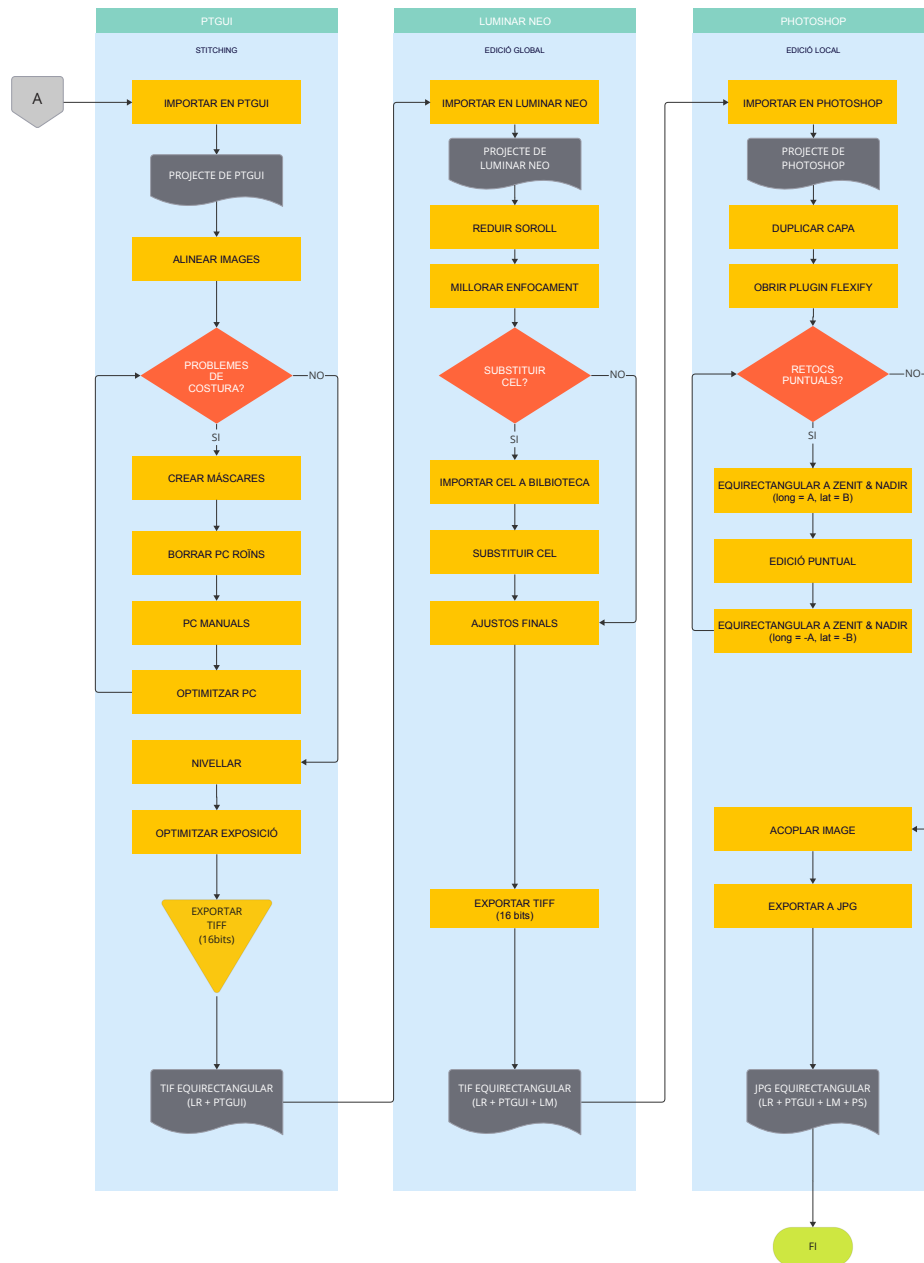 PTGUI
STITCHING
A
IMPORTAR EN PTGUI
PROJECTE DE PTGUI
ALINEAR IMAGES
PROBLEMES
DE
COSTURA?
NO
SI
CREAR MÁSCARES
BORRAR PC ROÏNS
PC MANUALS
OPTIMITZAR PC
NIVELLAR
OPTIMITZAR EXPOSICIÓ
EXPORTAR
TIFF
(16bits)
TIF EQUIRECTANGULAR
(LR + PTGUI)
LUMINAR NEO
EDICIÓ GLOBAL
IMPORTAR EN LUMINAR NEO
PROJECTE DE
LUMINAR NEO
REDUIR SOROLL
MILLORAR ENFOCAMENT
SUBSTITUIR
CEL?
NO
SI
IMPORTAR CEL A BILBIOTECA
SUBSTITUIR CEL
AJUSTOS FINALS
EXPORTAR TIFF
(16 bits)
TIF EQUIRECTANGULAR
(LR + PTGUI + LM)
PHOTOSHOP
EDICIÓ LOCAL
IMPORTAR EN PHOTOSHOP
PROJECTE DE
PHOTOSHOP
DUPLICAR CAPA
OBRIR PLUGIN FLEXIFY
RETOCS
PUNTUALS?
NO
SI
EQUIRECTANGULAR A ZENIT & NADIR
(long = A, lat = B)
EDICIÓ PUNTUAL
EQUIRECTANGULAR A ZENIT & NADIR
(long = -A, lat = -B)
ACOPLAR IMAGE
EXPORTAR A JPG
JPG EQUIRECTANGULAR
(LR + PTGUI + LM + PS)
FI